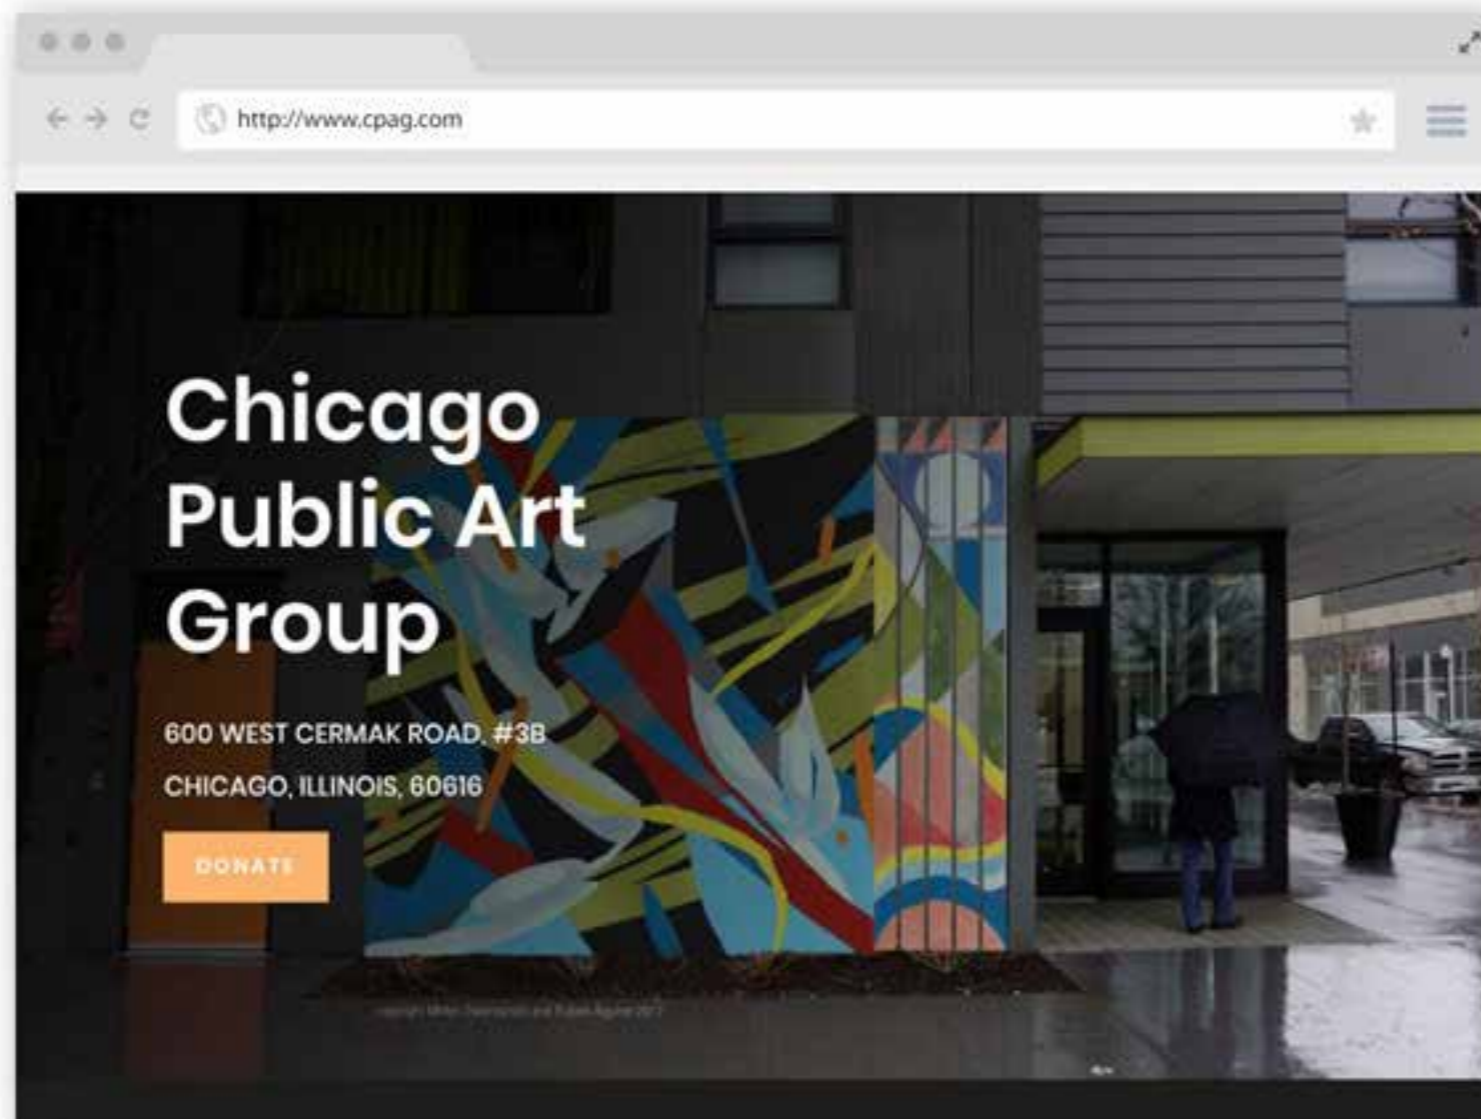 http://www.cpag.com
Chicago
Public Art
Group
600 WEST CERMAK ROAD, #3B
CHICAGO, ILLINOIS, 60616
DONATE